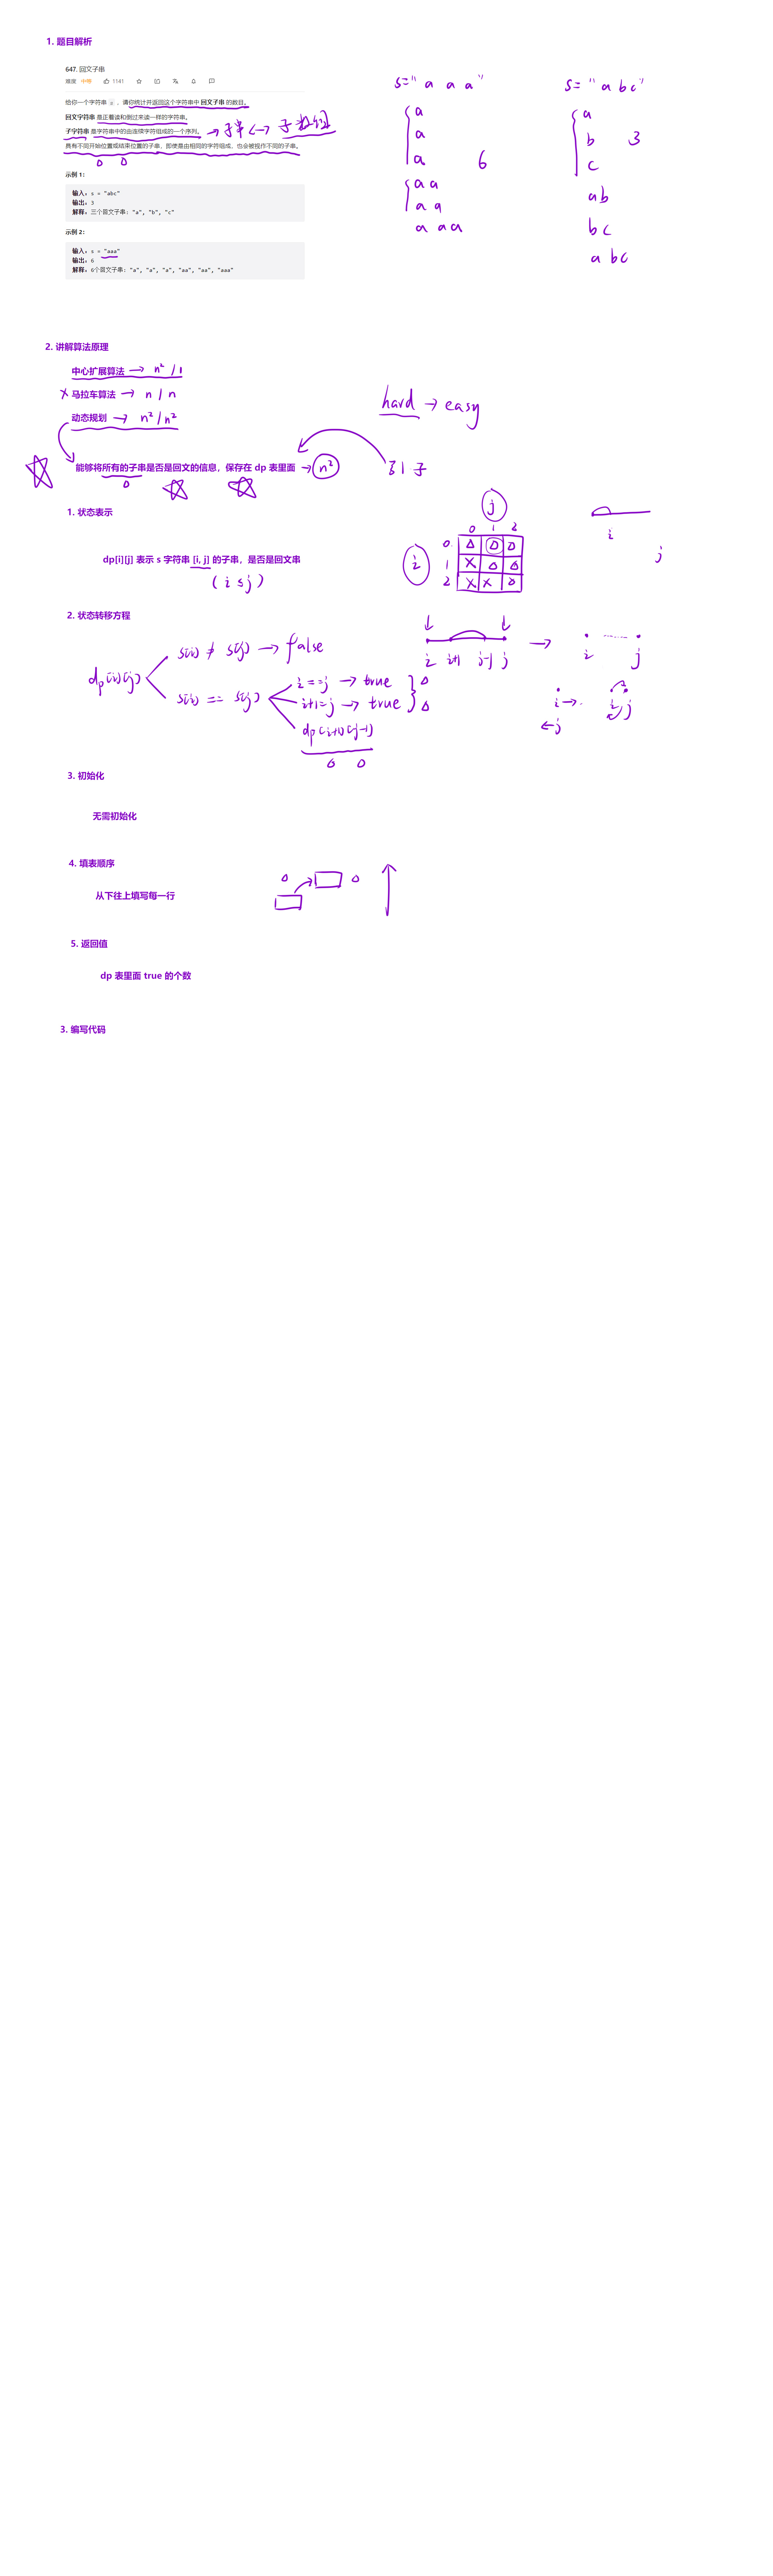 1. 题目解析
647. 回文子串
难度 中等 1141
给你一个字符串 s ，请你统计并返回这个字符串中 回文子串 的数目。
回文字符串 是正着读和倒过来读一样的字符串。
子字符串 是字符串中的由连续字符组成的一个序列。
→ 子串 <-> 子数组
具有不同开始位置或结束位置的子串，即使是由相同的字符组成，也会被视作不同的子串。
示例 1：
输入：s = "abc"
输出：3
解释：三个回文子串: "a", "b", "c"
示例 2：
输入：s = "aaa"
输出：6
解释：6个回文子串: "a", "a", "a", "aa", "aa", "aaa"
s="a a a"
a
a
a 6
a a
a a
a a a
s="a b c"
a
b 3
c
a b
b c
a b c
2. 讲解算法原理
中心扩展算法 → n² / 1
× 马拉车算法 → n / n
动态规划 → n² / n²
hard → easy
能够将所有的子串是否是回文的信息，保存在 dp 表里面 → n²
引子
1. 状态表示
dp[i][j] 表示 s 字符串 [i, j] 的子串，是否是回文串
( i ≤ j )
j
0 1 2
i 0
1 ×
2 × ×
i
j
2. 状态转移方程
dp[i][j]
s[i] ≠ s[j] → false
s[i] == s[j]
i == j → true
i+1 = j → true
dp[i+1][j-1]
i i+1 j-1 j → i j
i → i j
← j
3. 初始化
无需初始化
4. 填表顺序
从下往上填写每一行
5. 返回值
dp 表里面 true 的个数
3. 编写代码